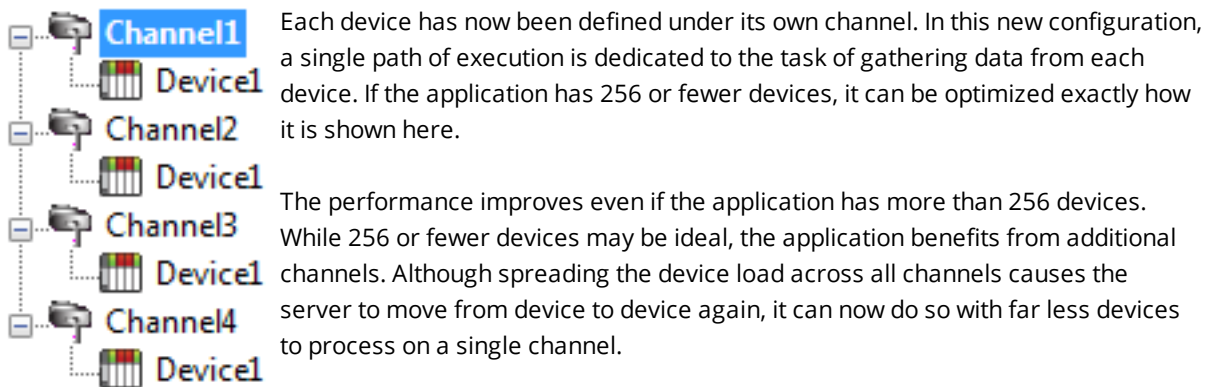 Channel1
Device1
Channel2
Device1
Channel3
Device1
Channel4
Device1
Each device has now been defined under its own channel. In this new configuration,
a single path of execution is dedicated to the task of gathering data from each
device. If the application has 256 or fewer devices, it can be optimized exactly how
it is shown here.
The performance improves even if the application has more than 256 devices.
While 256 or fewer devices may be ideal, the application benefits from additional
channels. Although spreading the device load across all channels causes the
server to move from device to device again, it can now do so with far less devices
to process on a single channel.